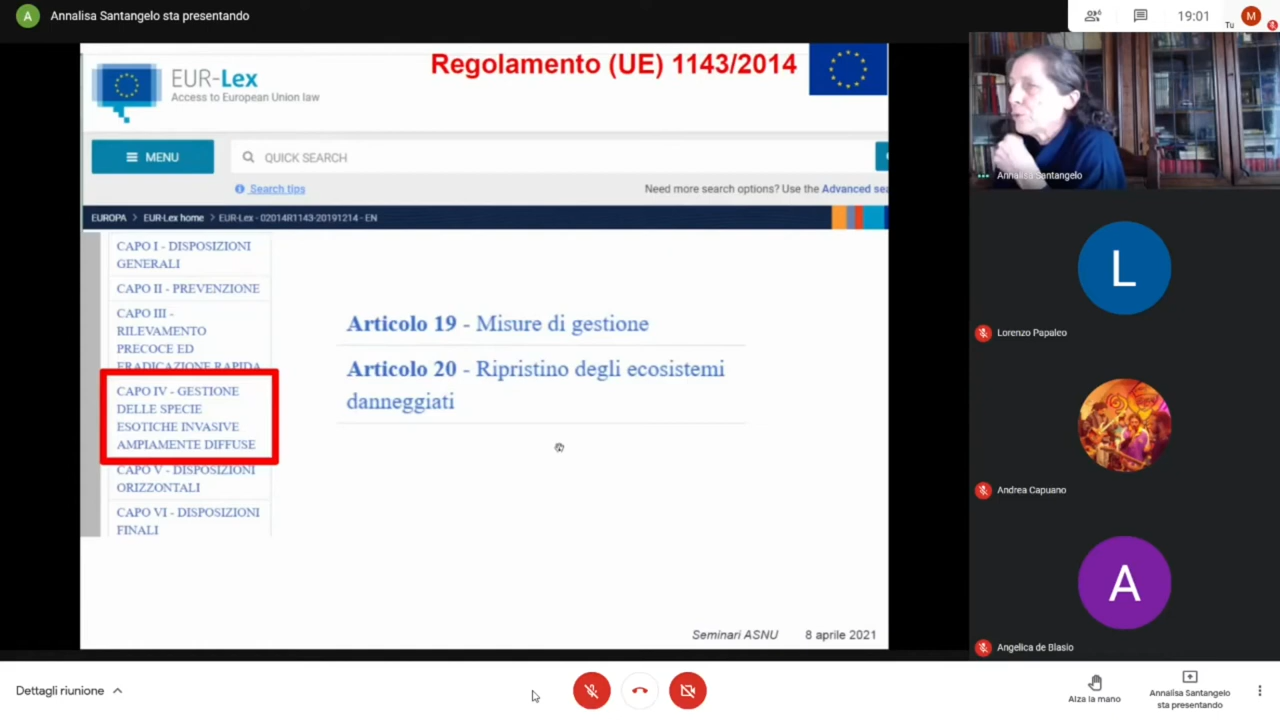 A
Annalisa Santangelo sta presentando
6
19:01
Tu
M
Regolamento (UE) 1143/2014
EUR-Lex
Access to European Union law
MENU
QUICK SEARCH
Search tips
Need more search options? Use the Advanced sea
EUROPA > EUR-Lex home > EUR-Lex - 02014R1143-20191214 - EN
CAPO I - DISPOSIZIONI
GENERALI
CAPO II - PREVENZIONE
CAPO III -
RILEVAMENTO
PRECOCE ED
ERADICAZIONE RAPIDA
CAPO IV - GESTIONE
DELLE SPECIE
ESOTICHE INVASIVE
AMPIAMENTE DIFFUSE
CAPO V - DISPOSIZIONI
ORIZZONTALI
CAPO VI - DISPOSIZIONI
FINALI
Articolo 19 - Misure di gestione
Articolo 20 - Ripristino degli ecosistemi
danneggiati
Seminari ASNU 8 aprile 2021
Annalisa Santangelo
L
Lorenzo Papaleo
Andrea Capuano
A
Angelica de Blasio
Dettagli riunione
Alza la mano
Annalisa Santangelo
sta presentando